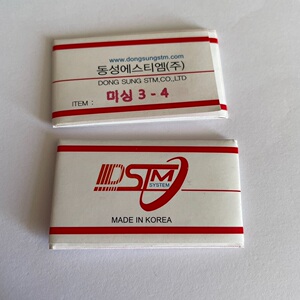 www.dongsungstm.com
동성에스티엠(주)
DONG SUNG STM.CO.,LTD
ITEM : 미싱 3 - 4
DSTM
SYSTEM
MADE IN KOREA